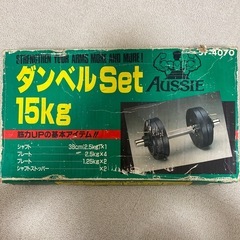 STRENGTHEN YOUR ARMS MORE AND MORE!
ST-4070
ダンベルSet
15kg
AUSSIE
筋力UPの基本アイテム!!
シャフト 38cm(2.5kg)×1
プレート 2.5kg×4
プレート 1.25kg×2
シャフトストッパー ×2